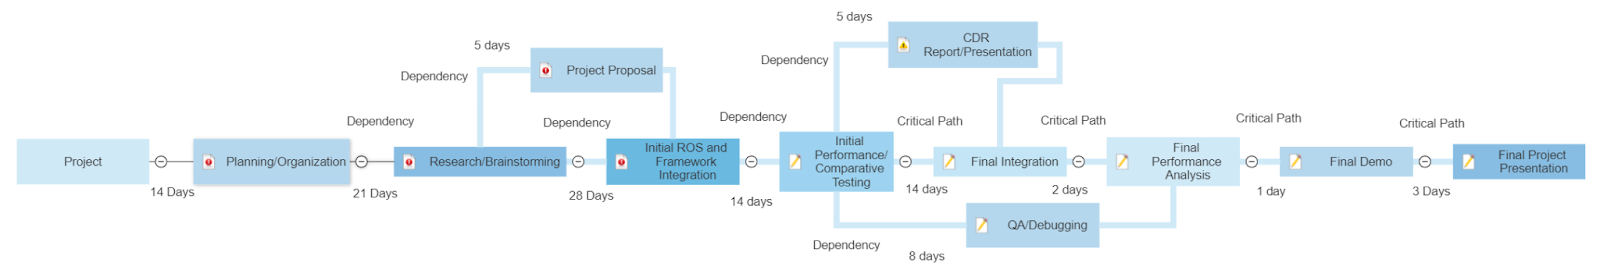 5 days
CDR
Report/Presentation
5 days
Dependency
Dependency
Project Proposal
Dependency
Dependency
Dependency
Critical Path
Critical Path
Critical Path
Critical Path
Project
Planning/Organization
Research/Brainstorming
Initial ROS and
Framework
Integration
Initial
Performance/
Comparative
Testing
Final Integration
Final
Performance
Analysis
Final Demo
Final Project
Presentation
14 Days
21 Days
28 Days
14 days
14 days
2 days
1 day
3 Days
QA/Debugging
Dependency
8 days